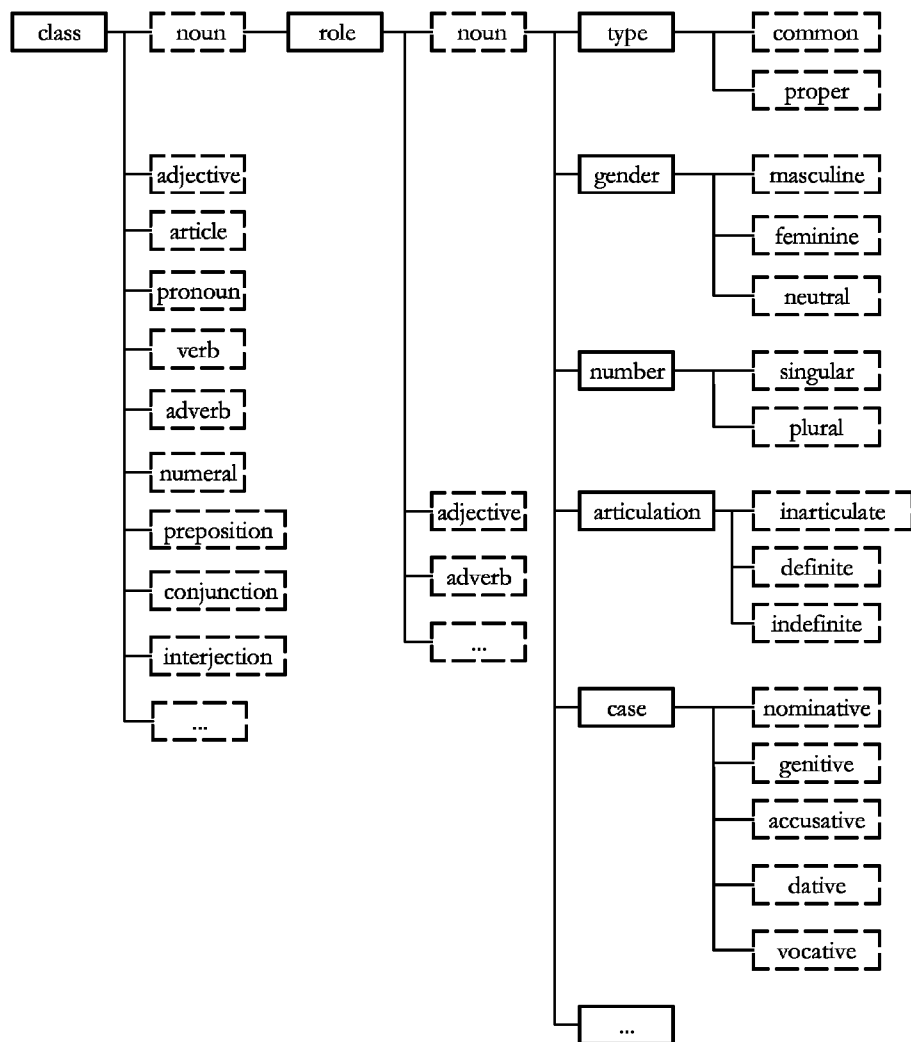 class
noun
role
noun
type
common
proper
adjective
gender
masculine
article
feminine
pronoun
neutral
verb
number
singular
adverb
plural
numeral
adjective
articulation
inarticulate
preposition
adverb
definite
conjunction
indefinite
interjection
...
...
case
nominative
genitive
accusative
dative
vocative
...